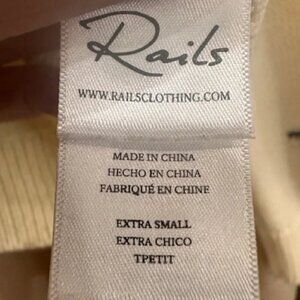 Rails
WWW.RAILSCLOTHING.COM
MADE IN CHINA
HECHO EN CHINA
FABRIQUÉ EN CHINE
EXTRA SMALL
EXTRA CHICO
TPETIT